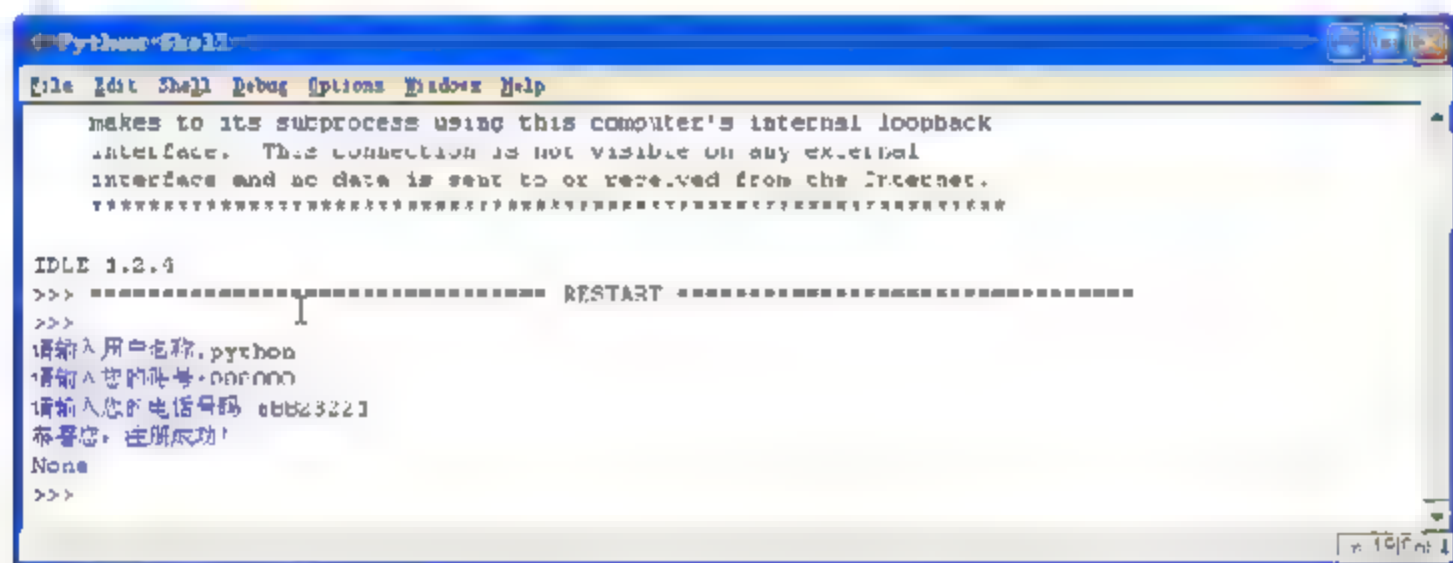 Python Shell
File Edit Shell Debug Options Windows Help
makes to its subprocess using this computer's internal loopback
interface.  This connection is not visible on any external
interface and no data is sent to or received from the Internet.
IDLE 1.2.4
>>> ================================ RESTART ================================
>>>
请输入用户名称:python
请输入您的账号:000000
请输入您的电话号码
恭喜您，注册成功！
None
>>>